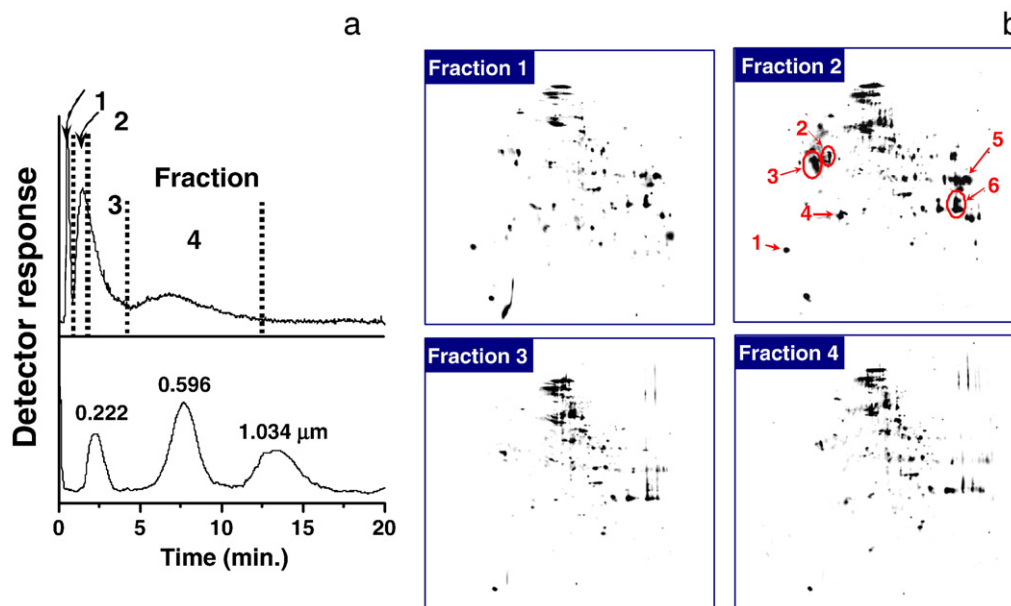 a
b
1
2
Fraction
3
4
Detector response
0.222
0.596
1.034 μm
0
5
10
15
20
Time (min.)
Fraction 1
Fraction 2
2
5
3
6
4
1
Fraction 3
Fraction 4